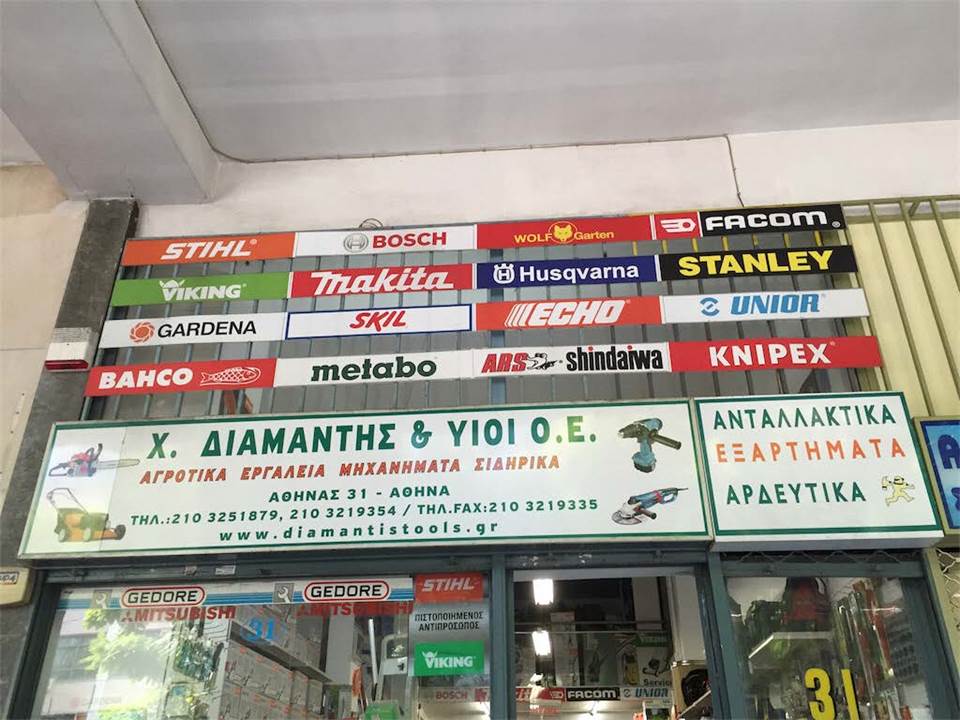 STIHL® BOSCH WOLF Garten FACOM®
VIKING® makita® Husqvarna STANLEY
GARDENA SKIL ECHO® UNIOR®
BAHCO metabo ARS shindaiwa KNIPEX®
Χ. ΔΙΑΜΑΝΤΗΣ & ΥΙΟΙ Ο.Ε.
ΑΓΡΟΤΙΚΑ ΕΡΓΑΛΕΙΑ ΜΗΧΑΝΗΜΑΤΑ ΣΙΔΗΡΙΚΑ
ΑΘΗΝΑΣ 31 - ΑΘΗΝΑ
ΤΗΛ.:210 3251879, 210 3219354 / ΤΗΛ.FAX:210 3219335
www.diamantistools.gr
ΑΝΤΑΛΛΑΚΤΙΚΑ
ΕΞΑΡΤΗΜΑΤΑ
ΑΡΔΕΥΤΙΚΑ
GEDORE GEDORE
MITSUBISHI MITSUBISHI
31
STIHL®
ΠΙΣΤΟΠΟΙΗΜΕΝΟΣ
ΑΝΤΙΠΡΟΣΩΠΟΣ
VIKING®
VIKING
Service
BOSCH FACOM UNIOR
31